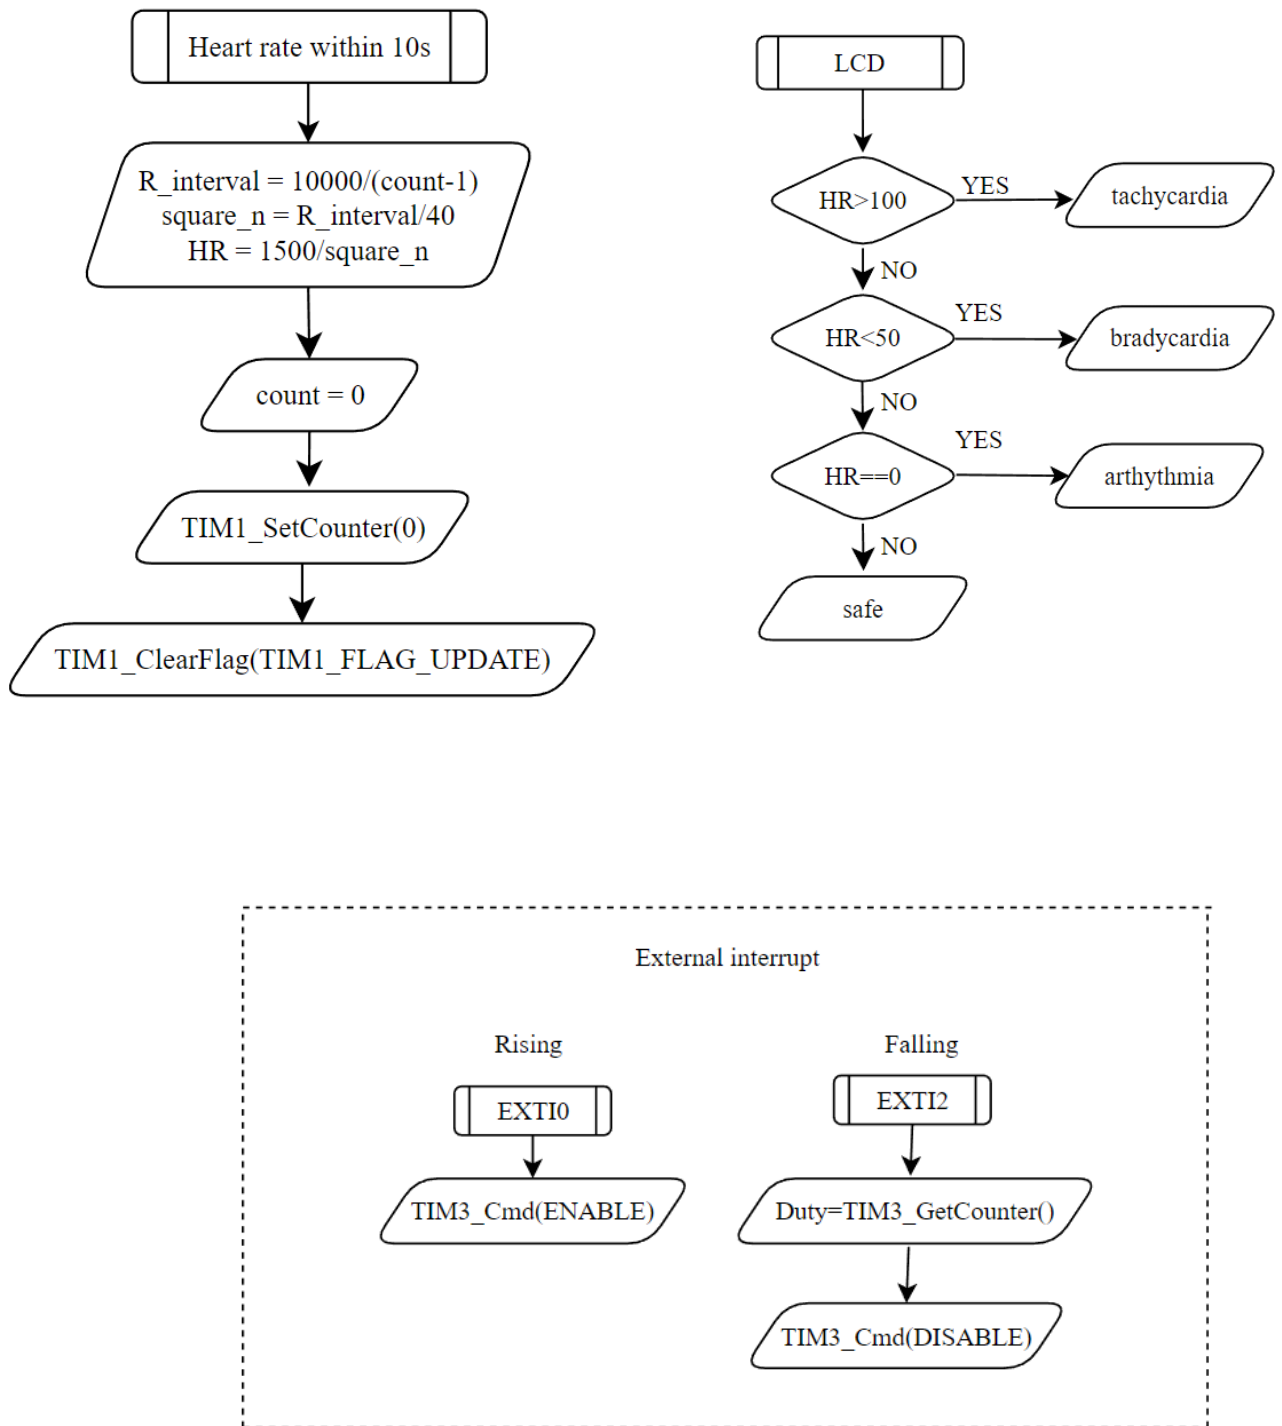 Heart rate within 10s
R_interval = 10000/(count-1)
square_n = R_interval/40
HR = 1500/square_n
count = 0
TIM1_SetCounter(0)
TIM1_ClearFlag(TIM1_FLAG_UPDATE)
LCD
HR>100
YES
tachycardia
NO
HR<50
YES
bradycardia
NO
HR==0
YES
arthythmia
NO
safe
External interrupt
Rising
EXTI0
TIM3_Cmd(ENABLE)
Falling
EXTI2
Duty=TIM3_GetCounter()
TIM3_Cmd(DISABLE)